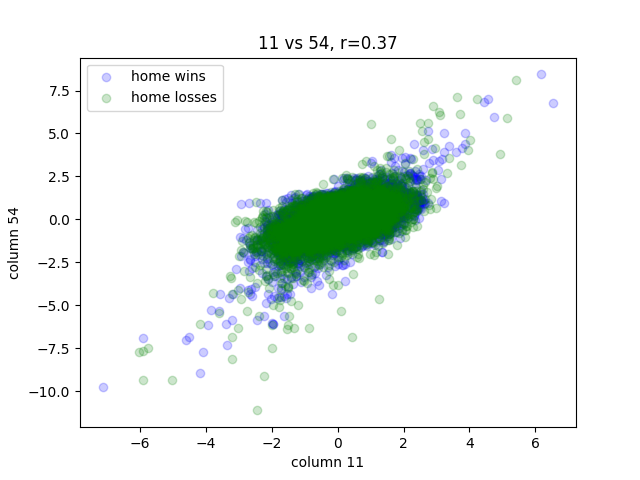 11 vs 54, r=0.37
home wins
home losses
7.5
5.0
2.5
0.0
−2.5
−5.0
−7.5
−10.0
column 54
−6 −4 −2 0 2 4 6
column 11